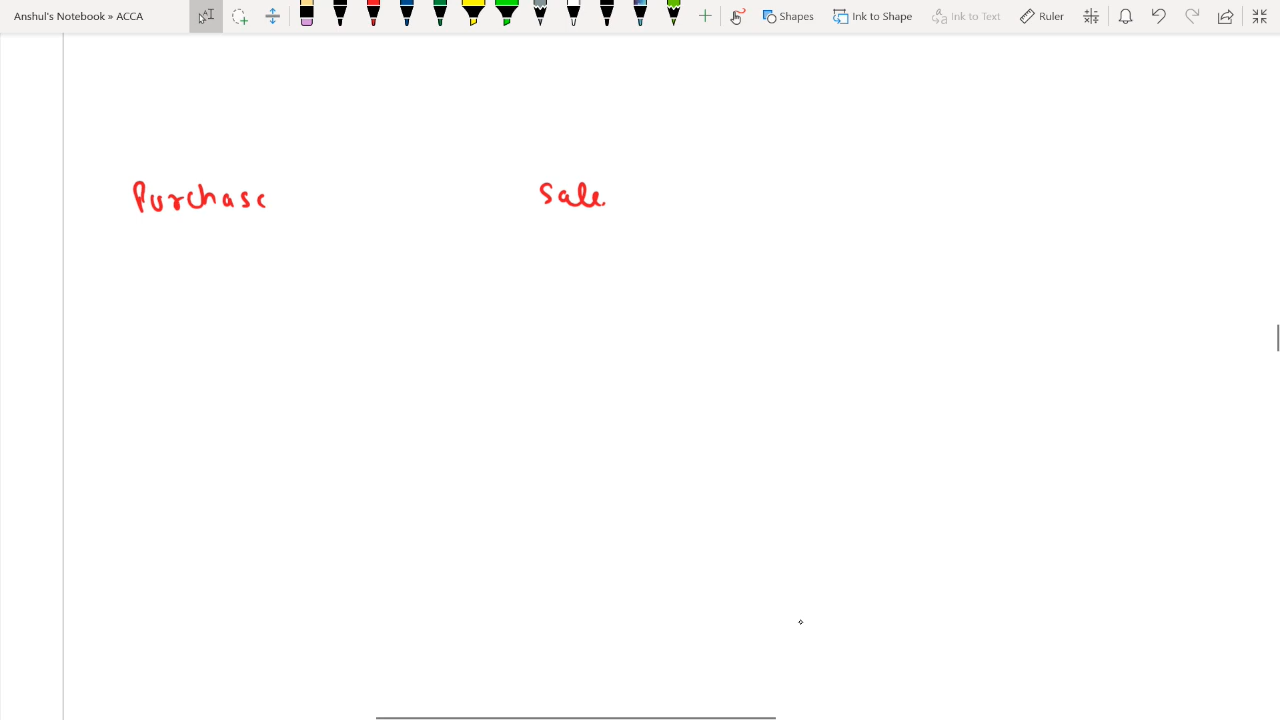 Anshul's Notebook » ACCA Shapes Ink to Shape Ink to Text Ruler
Purchase Sale.